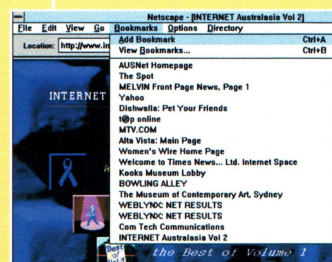 Netscape - [INTERNET Australasia Vol 2]
File Edit View Go Bookmarks Options Directory
Location: http://www.in
Add Bookmark Ctrl+A
View Bookmarks... Ctrl+B
AUSNet Homepage
The Spot
MELVIN Front Page News, Page 1
Yahoo
Dishwalla: Pet Your Friends
t@p online
MTV.COM
Alta Vista: Main Page
Women's Wire Home Page
Welcome to Times News... Ltd. Internet Space
Kooks Museum Lobby
BOWLING ALLEY
The Museum of Contemporary Art, Sydney
WEBLYNX: NET RESULTS
WEBLYNX: NET RESULTS
Com Tech Communications
INTERNET Australasia Vol 2
INTERNET
Best
of
the Best of Volume 1